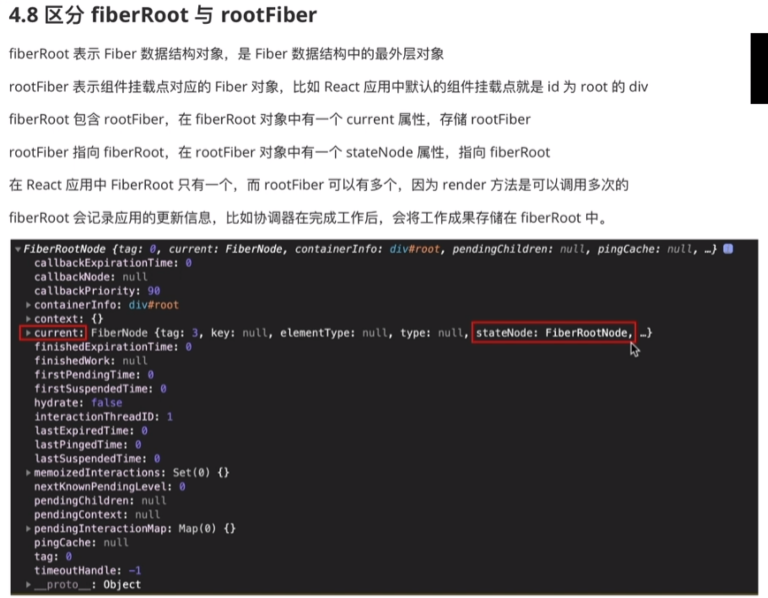 4.8 区分 fiberRoot 与 rootFiber
fiberRoot 表示 Fiber 数据结构对象，是 Fiber 数据结构中的最外层对象
rootFiber 表示组件挂载点对应的 Fiber 对象，比如 React 应用中默认的组件挂载点就是 id 为 root 的 div
fiberRoot 包含 rootFiber，在 fiberRoot 对象中有一个 current 属性，存储 rootFiber
rootFiber 指向 fiberRoot，在 rootFiber 对象中有一个 stateNode 属性，指向 fiberRoot
在 React 应用中 FiberRoot 只有一个，而 rootFiber 可以有多个，因为 render 方法是可以调用多次的
fiberRoot 会记录应用的更新信息，比如协调器在完成工作后，会将工作成果存储在 fiberRoot 中。
FiberRootNode {tag: 0, current: FiberNode, containerInfo: div#root, pendingChildren: null, pingCache: null, …}
callbackExpirationTime: 0
callbackNode: null
callbackPriority: 90
containerInfo: div#root
context: {}
current: FiberNode {tag: 3, key: null, elementType: null, type: null, stateNode: FiberRootNode, …}
finishedExpirationTime: 0
finishedWork: null
firstPendingTime: 0
firstSuspendedTime: 0
hydrate: false
interactionThreadID: 1
lastExpiredTime: 0
lastPingedTime: 0
lastSuspendedTime: 0
memoizedInteractions: Set(0) {}
nextKnownPendingLevel: 0
pendingChildren: null
pendingContext: null
pendingInteractionMap: Map(0) {}
pingCache: null
tag: 0
timeoutHandle: -1
__proto__: Object